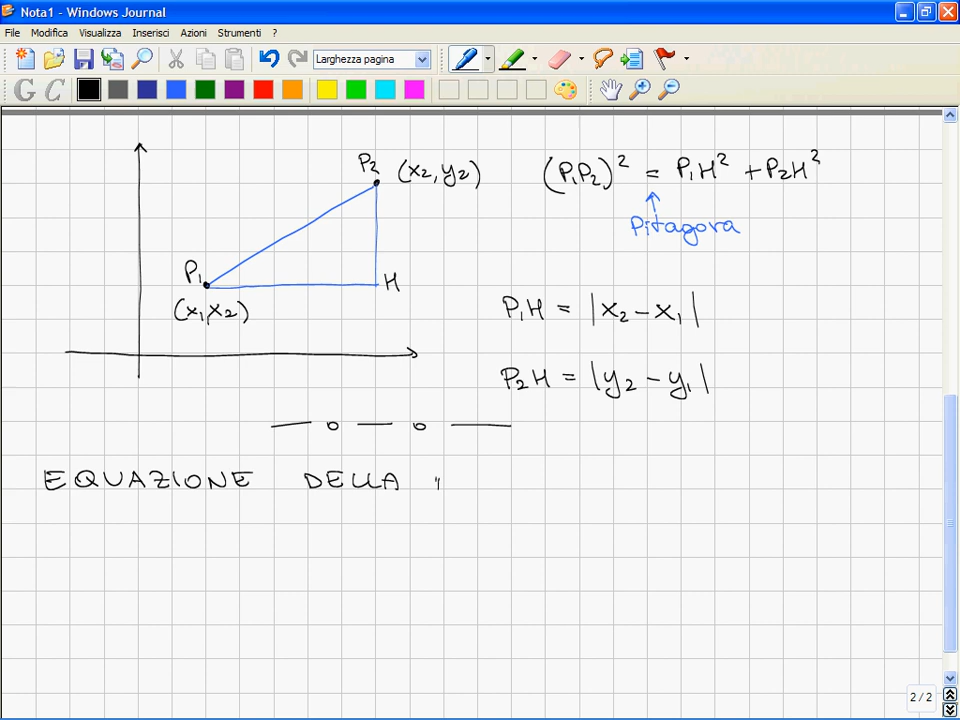 Nota1 - Windows Journal
File Modifica Visualizza Inserisci Azioni Strumenti ?
Larghezza pagina
G C
P2 (x2,y2)
(P1P2)² = P1H² + P2H²
Pitagora
P1
H
(x1,x2)
P1H = |x2-x1|
P2H = |y2-y1|
EQUAZIONE DELLA
2 / 2